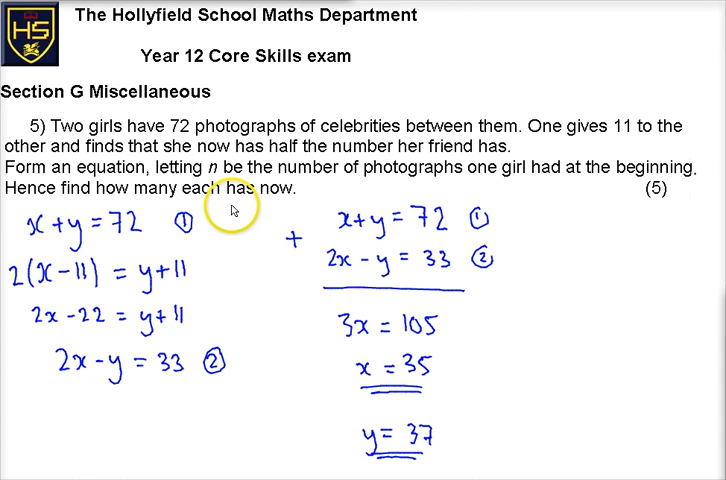 HS
The Hollyfield School Maths Department
Year 12 Core Skills exam
Section G Miscellaneous
5) Two girls have 72 photographs of celebrities between them. One gives 11 to the
other and finds that she now has half the number her friend has.
Form an equation, letting n be the number of photographs one girl had at the beginning.
Hence find how many each has now. (5)
x + y = 72 ①
2(x - 11) = y + 11
2x - 22 = y + 11
2x - y = 33 ②
+ x + y = 72 ①
2x - y = 33 ②
3x = 105
x = 35
y = 37